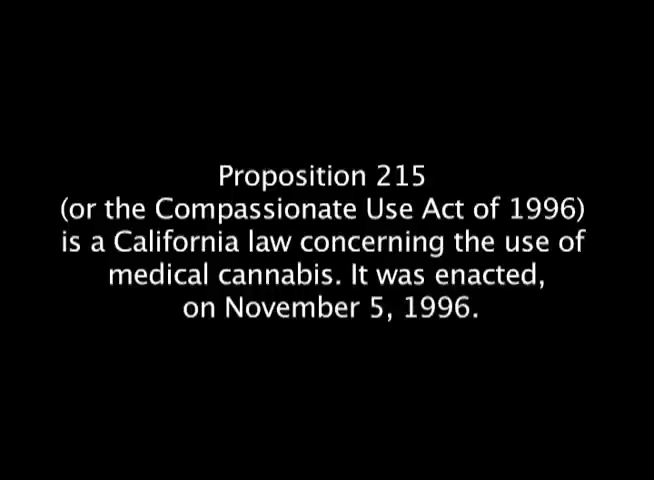 Proposition 215
(or the Compassionate Use Act of 1996)
is a California law concerning the use of
medical cannabis. It was enacted,
on November 5, 1996.